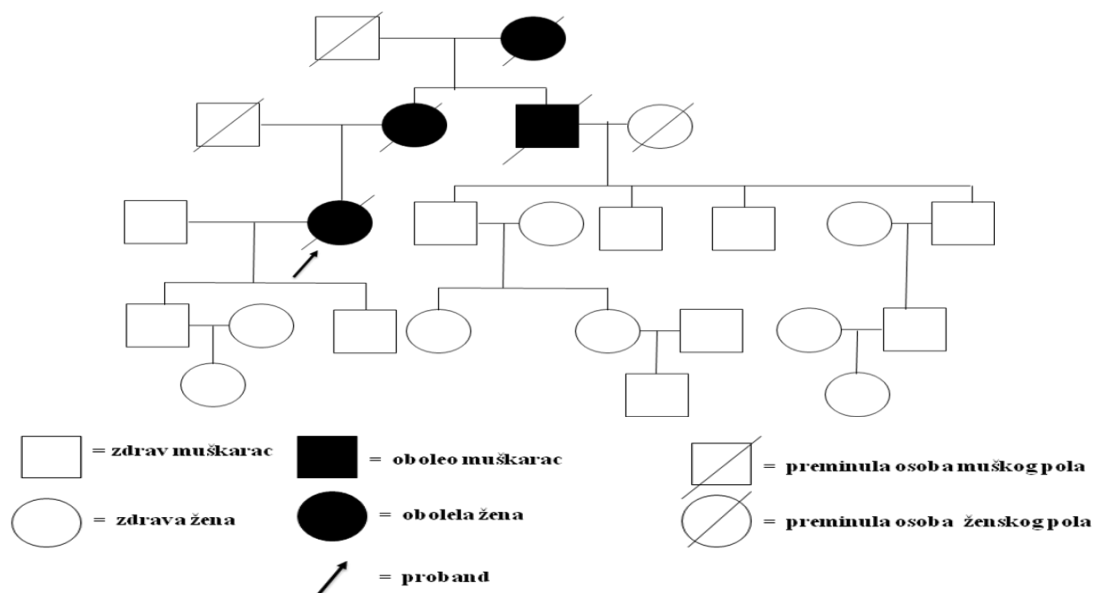 = zdrav muškarac
= oboleo muškarac
= preminula osoba muškog pola
= zdrava žena
= obolela žena
= preminula osoba ženskog pola
= proband